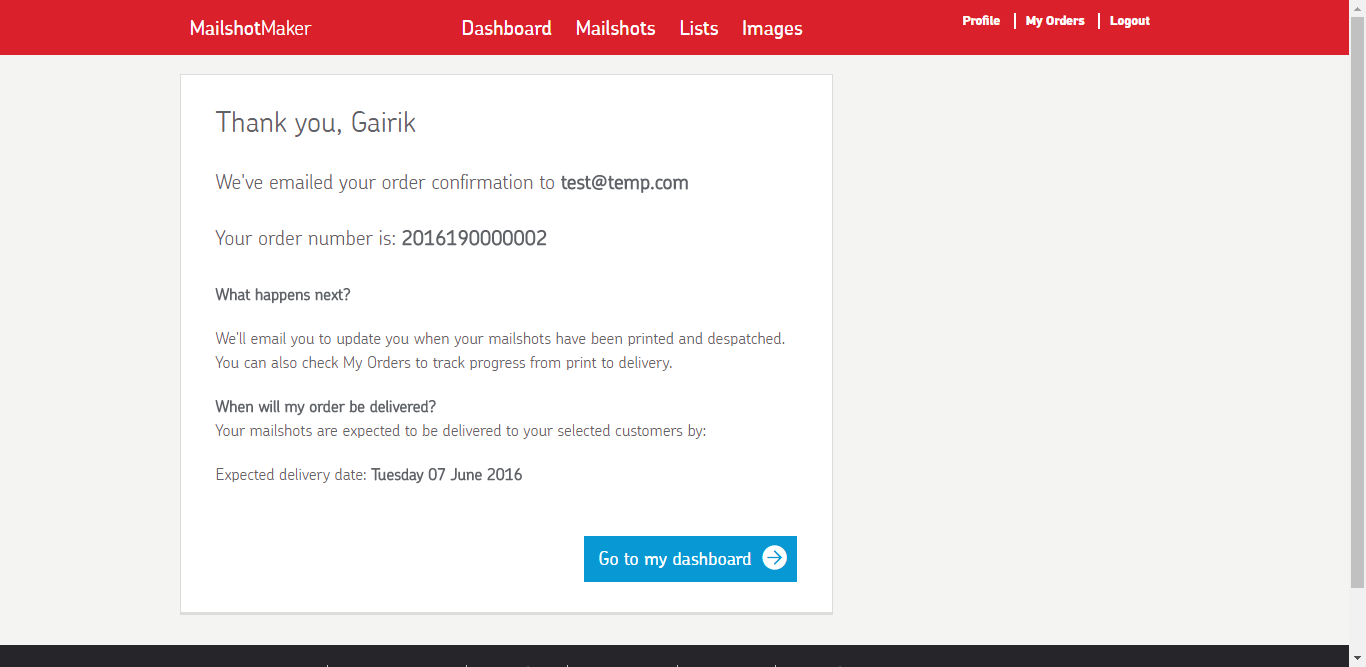 MailshotMaker
Dashboard Mailshots Lists Images
Profile | My Orders | Logout
Thank you, Gairik
We've emailed your order confirmation to test@temp.com
Your order number is: 2016190000002
What happens next?
We'll email you to update you when your mailshots have been printed and despatched.
You can also check My Orders to track progress from print to delivery.
When will my order be delivered?
Your mailshots are expected to be delivered to your selected customers by:
Expected delivery date: Tuesday 07 June 2016
Go to my dashboard